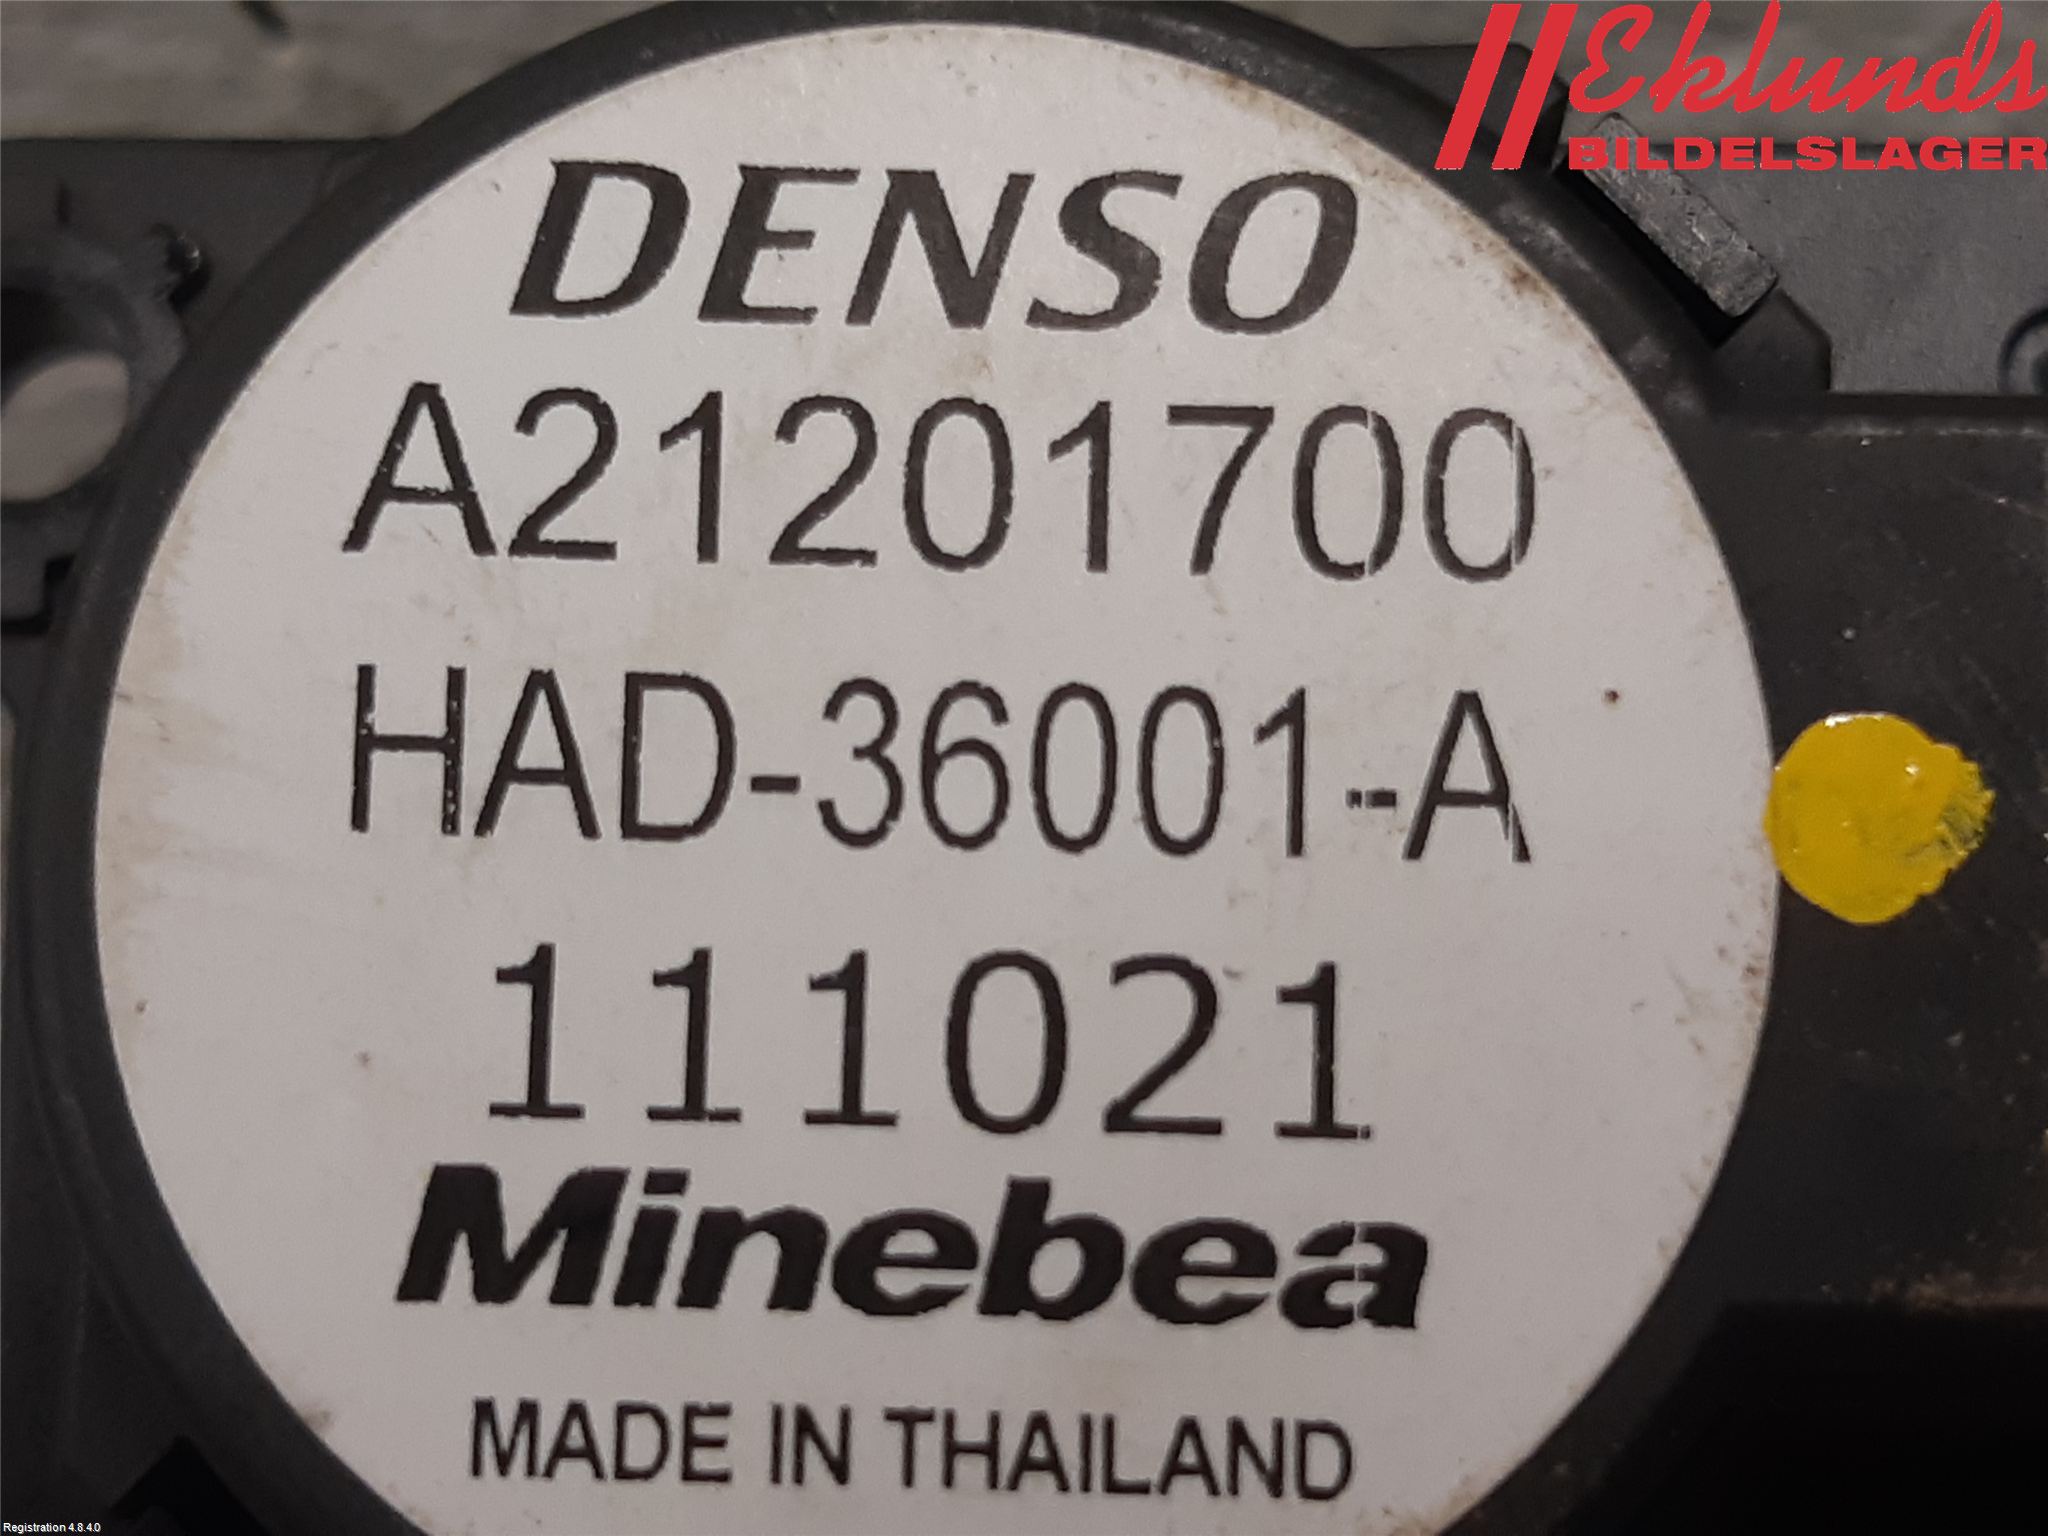 Eklunds
BILDELSLAGER
DENSO
A21201700
HAD-36001-A
111021
Minebea
MADE IN THAILAND
Registration 4.8.4.0